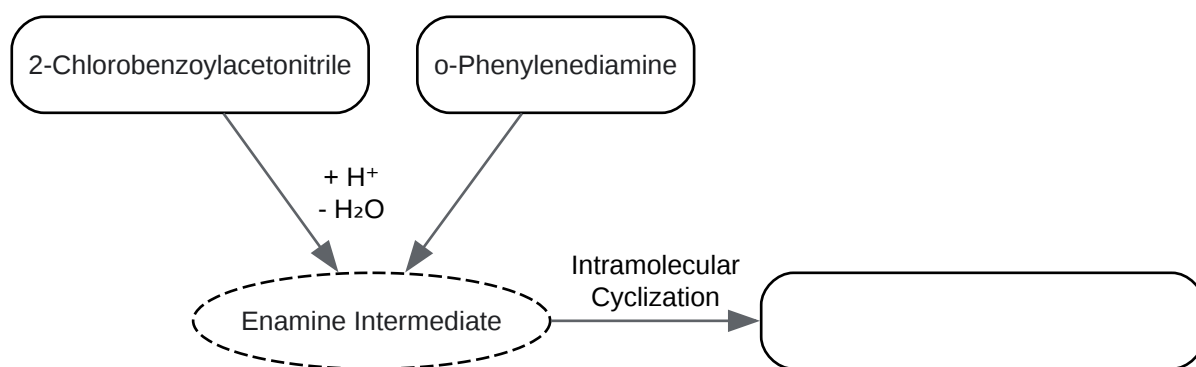 2-Chlorobenzoylacetonitrile
o-Phenylenediamine
+ H⁺
- H₂O
Intramolecular
Cyclization
Enamine Intermediate